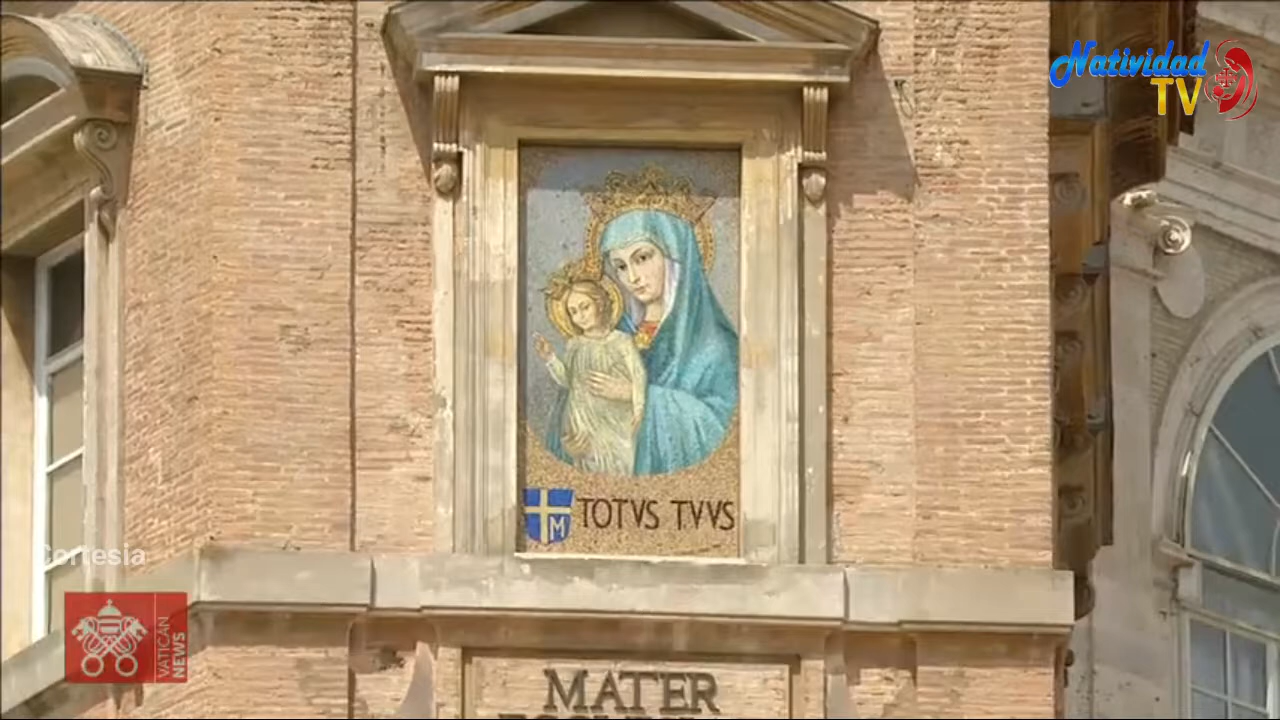 Natividad
TV
M
TOTVS TVVS
Cortesia
VATICAN
NEWS
MATER